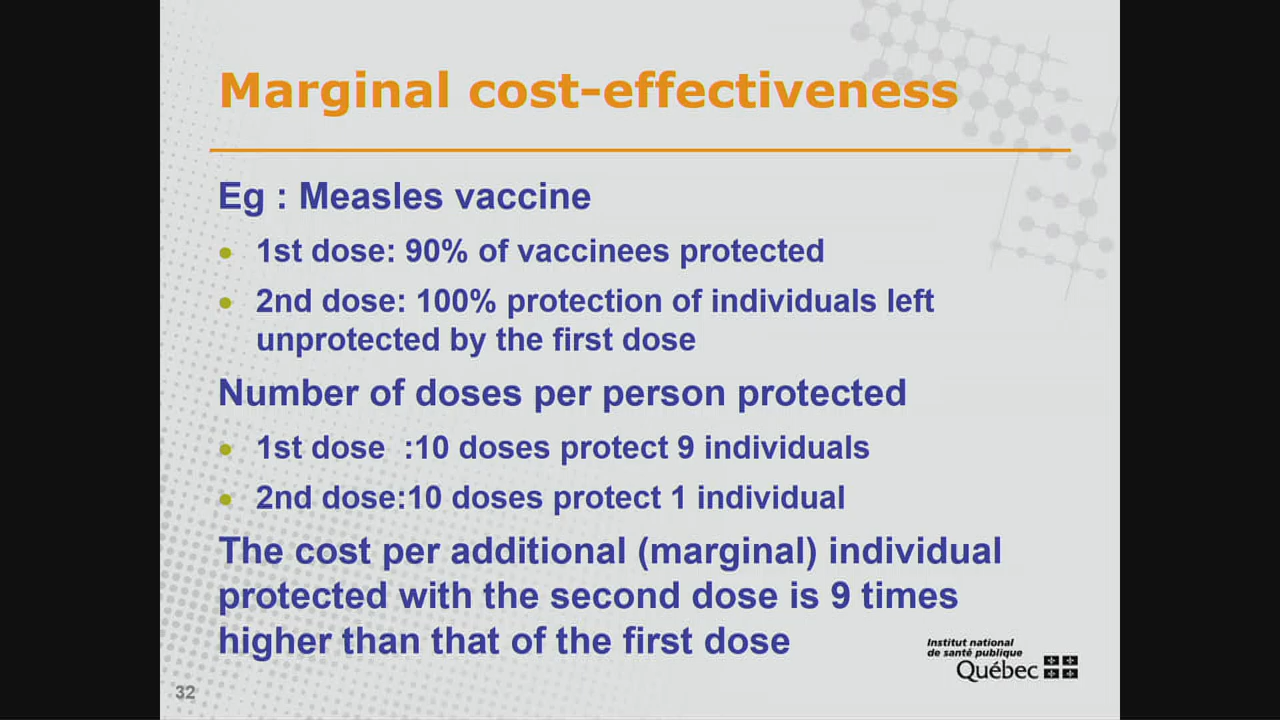 Marginal cost-effectiveness
Eg : Measles vaccine
1st dose: 90% of vaccinees protected
2nd dose: 100% protection of individuals left
unprotected by the first dose
Number of doses per person protected
1st dose  :10 doses protect 9 individuals
2nd dose:10 doses protect 1 individual
The cost per additional (marginal) individual
protected with the second dose is 9 times
higher than that of the first dose
Institut national
de santé publique
Québec
32